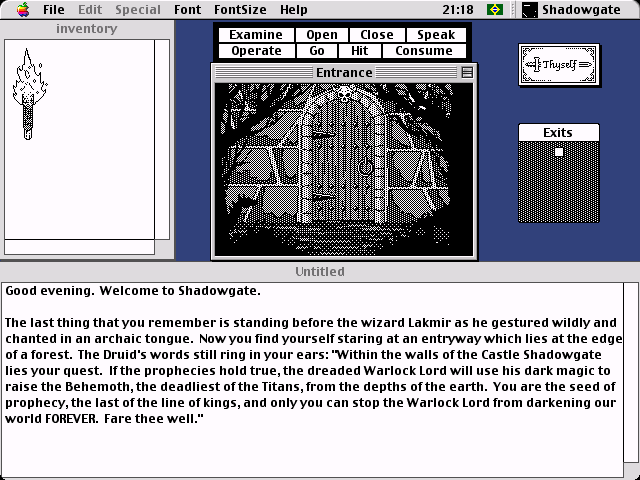 File Edit Special Font FontSize Help 21:18 Shadowgate
inventory
Examine Open Close Speak
Operate Go Hit Consume
Entrance
Thyself
Exits
Untitled
Good evening. Welcome to Shadowgate.
The last thing that you remember is standing before the wizard Lakmir as he gestured wildly and
chanted in an archaic tongue. Now you find yourself staring at an entryway which lies at the edge
of a forest. The Druid's words still ring in your ears: "Within the walls of the Castle Shadowgate
lies your quest. If the prophecies hold true, the dreaded Warlock Lord will use his dark magic to
raise the Behemoth, the deadliest of the Titans, from the depths of the earth. You are the seed of
prophecy, the last of the line of kings, and only you can stop the Warlock Lord from darkening our
world FOREVER. Fare thee well."